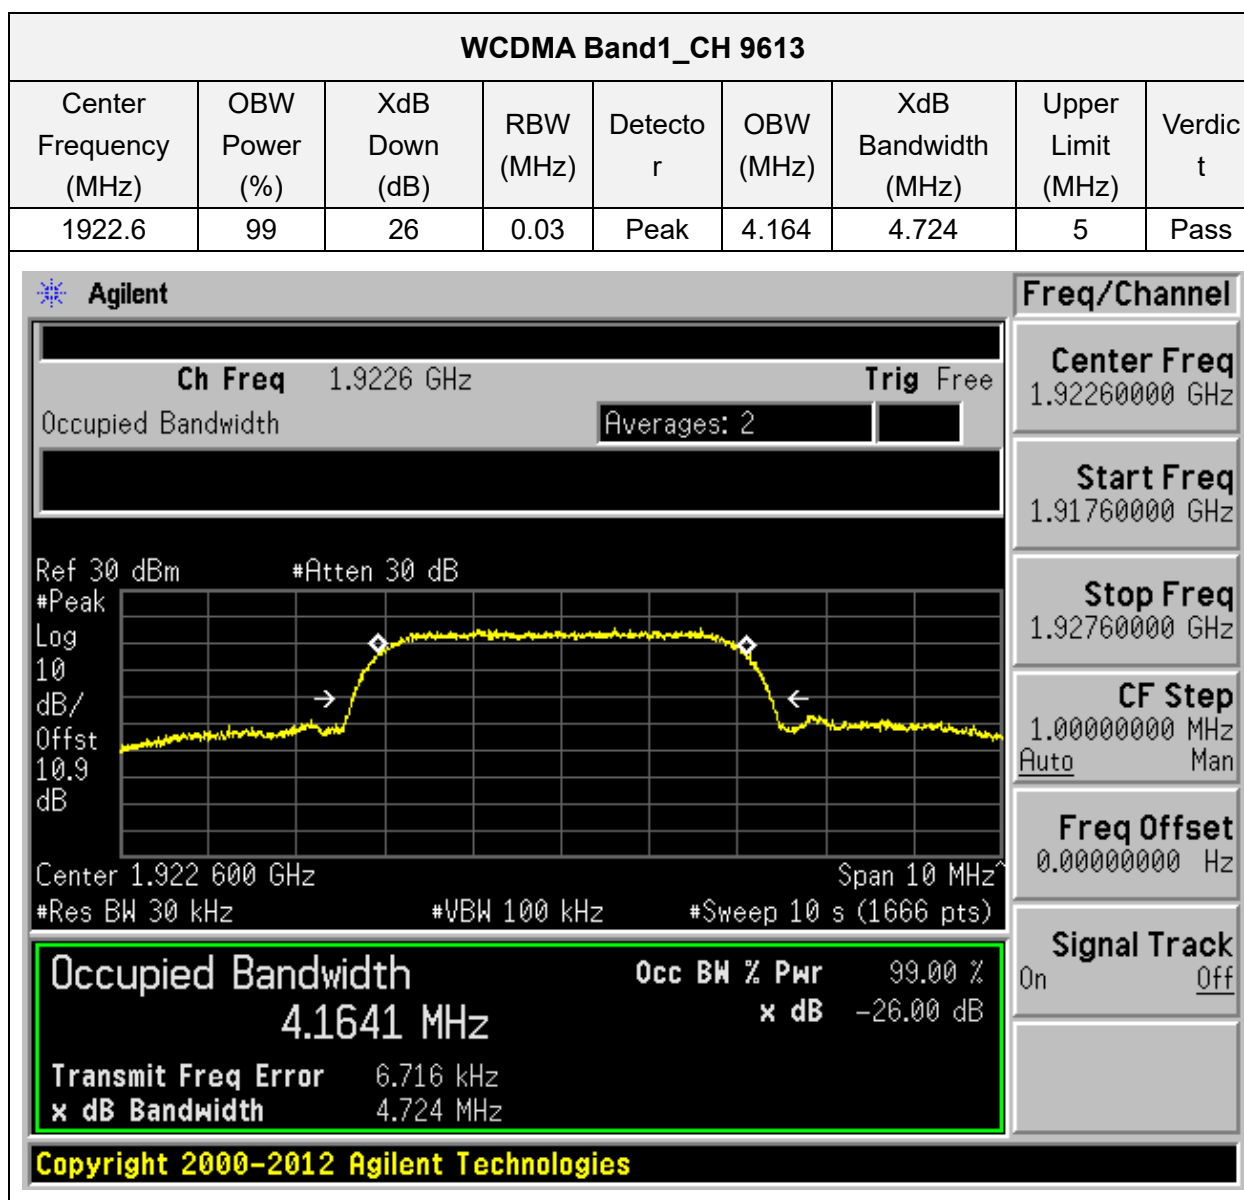 WCDMA Band1_CH 9613
Center Frequency (MHz) OBW Power (%) XdB Down (dB) RBW (MHz) Detector OBW (MHz) XdB Bandwidth (MHz) Upper Limit (MHz) Verdict
1922.6 99 26 0.03 Peak 4.164 4.724 5 Pass
Agilent
Freq/Channel
Ch Freq 1.9226 GHz Trig Free
Occupied Bandwidth Averages: 2
Center Freq
1.92260000 GHz
Start Freq
1.91760000 GHz
Stop Freq
1.92760000 GHz
CF Step
1.00000000 MHz
Auto Man
Freq Offset
0.00000000 Hz
Signal Track
On Off
Ref 30 dBm #Atten 30 dB
#Peak
Log
10
dB/
Offst
10.9
dB
Center 1.922 600 GHz Span 10 MHz^
#Res BW 30 kHz #VBW 100 kHz #Sweep 10 s (1666 pts)
Occupied Bandwidth Occ BW % Pwr 99.00 %
4.1641 MHz x dB -26.00 dB
Transmit Freq Error 6.716 kHz
x dB Bandwidth 4.724 MHz
Copyright 2000-2012 Agilent Technologies